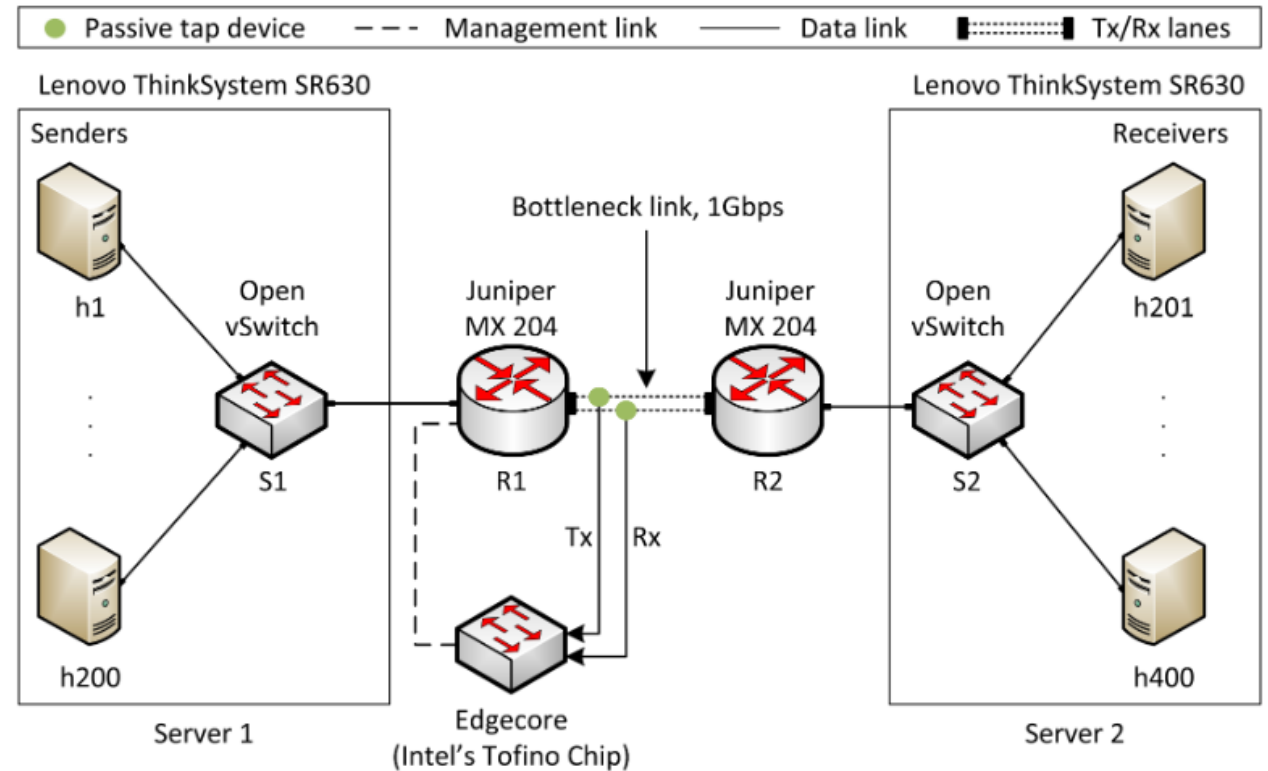 Passive tap device
Management link
Data link
Tx/Rx lanes
Lenovo ThinkSystem SR630
Lenovo ThinkSystem SR630
Senders
Receivers
Bottleneck link, 1Gbps
h1
Open
vSwitch
Juniper
MX 204
Juniper
MX 204
Open
vSwitch
h201
S1
R1
R2
S2
Tx
Rx
h200
h400
Edgecore
(Intel's Tofino Chip)
Server 1
Server 2